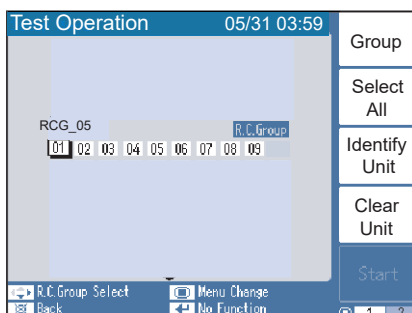 Test Operation 05/31 03:59
Group
Select
All
Identify
Unit
Clear
Unit
Start
RCG_05
R.C.Group
01 02 03 04 05 06 07 08 09
R.C.Group Select Menu Change
Back No Function
1 2